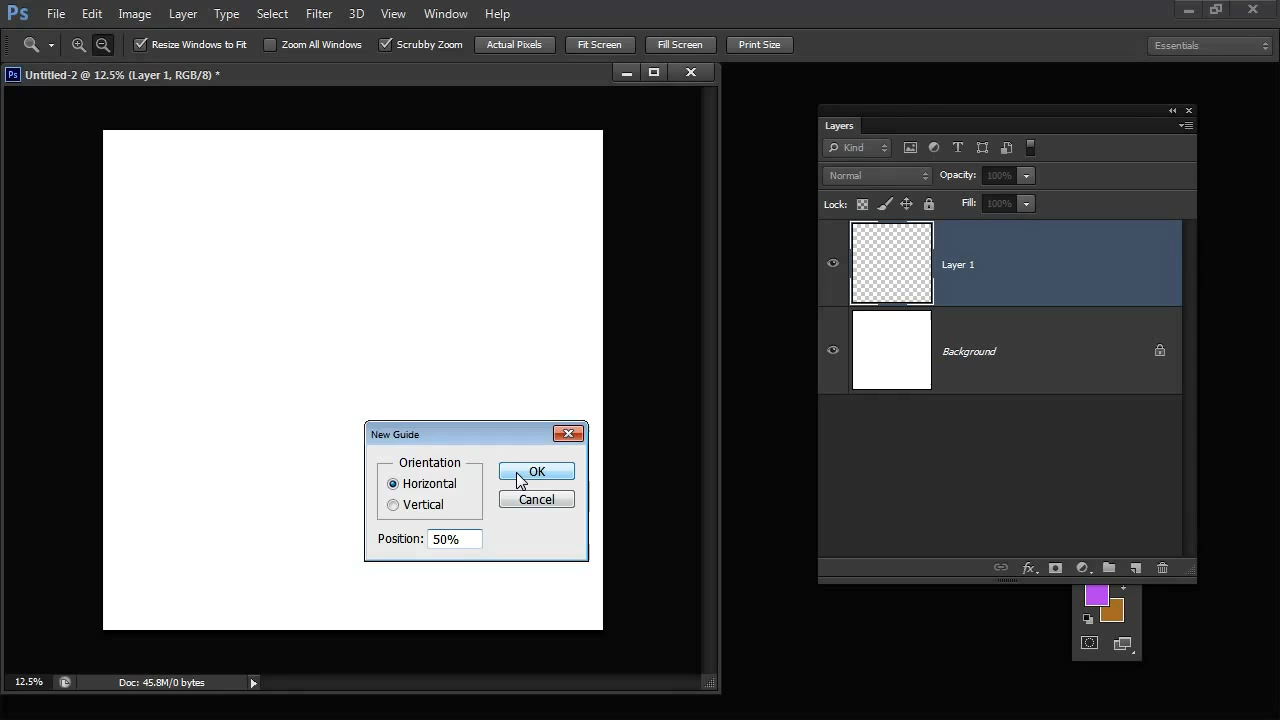 Ps File Edit Image Layer Type Select Filter 3D View Window Help
Resize Windows to Fit Zoom All Windows Scrubby Zoom Actual Pixels Fit Screen Fill Screen Print Size Essentials
Ps Untitled-2 @ 12.5% (Layer 1, RGB/8) *
Layers
Kind
Normal Opacity: 100%
Lock: Fill: 100%
Layer 1
Background
fx
New Guide
Orientation
Horizontal
Vertical
Position: 50%
OK
Cancel
12.5% Doc: 45.8M/0 bytes